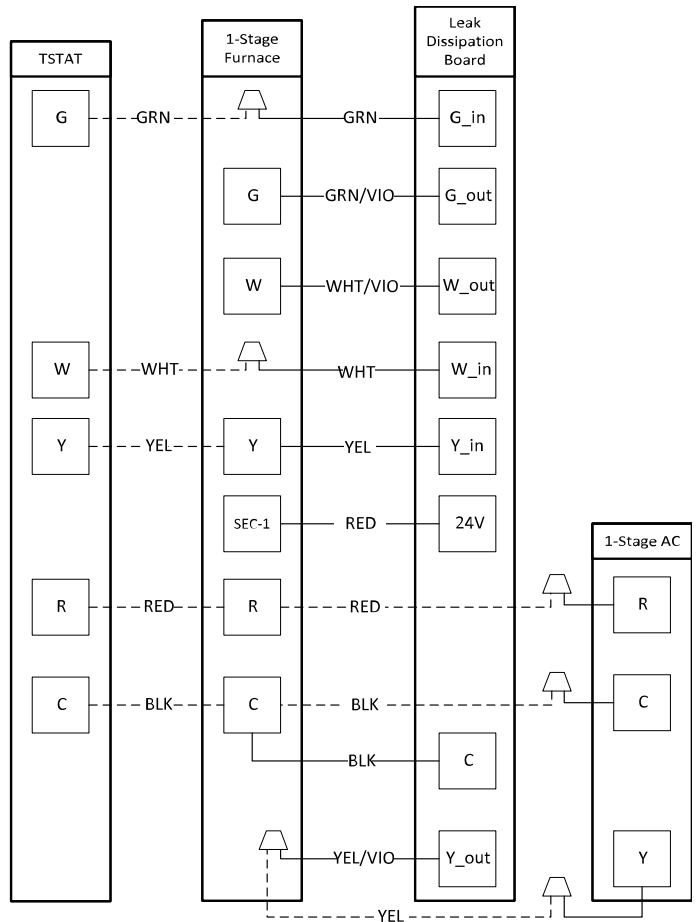 TSTAT
1-Stage
Furnace
Leak
Dissipation
Board
G
GRN
GRN
G_in
G
GRN/VIO
G_out
W
WHT/VIO
W_out
W
WHT
WHT
W_in
Y
YEL
Y
YEL
Y_in
SEC-1
RED
24V
1-Stage AC
R
RED
R
RED
R
C
BLK
C
BLK
C
BLK
C
YEL/VIO
Y_out
Y
YEL